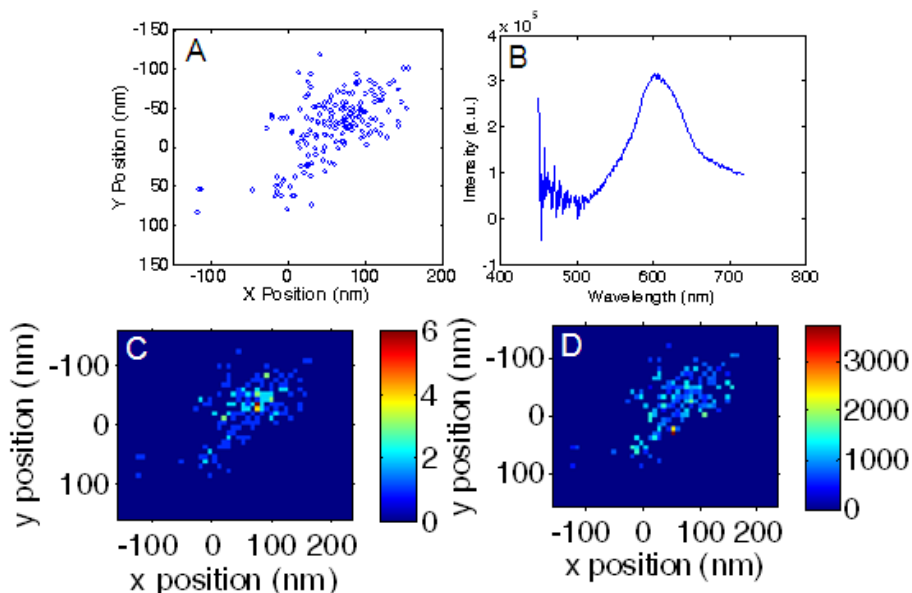 A
-150
-100
-50
0
50
100
150
Y Position (nm)
-100 0 100 200
X Position (nm)
B
x 10^5
4
3
2
1
0
-1
Intensity (a.u.)
400 500 600 700 800
Wavelength (nm)
C
-100
0
100
y position (nm)
-100 0 100 200
x position (nm)
6
4
2
0
D
-100
0
100
y position (nm)
-100 0 100 200
x position (nm)
3000
2000
1000
0